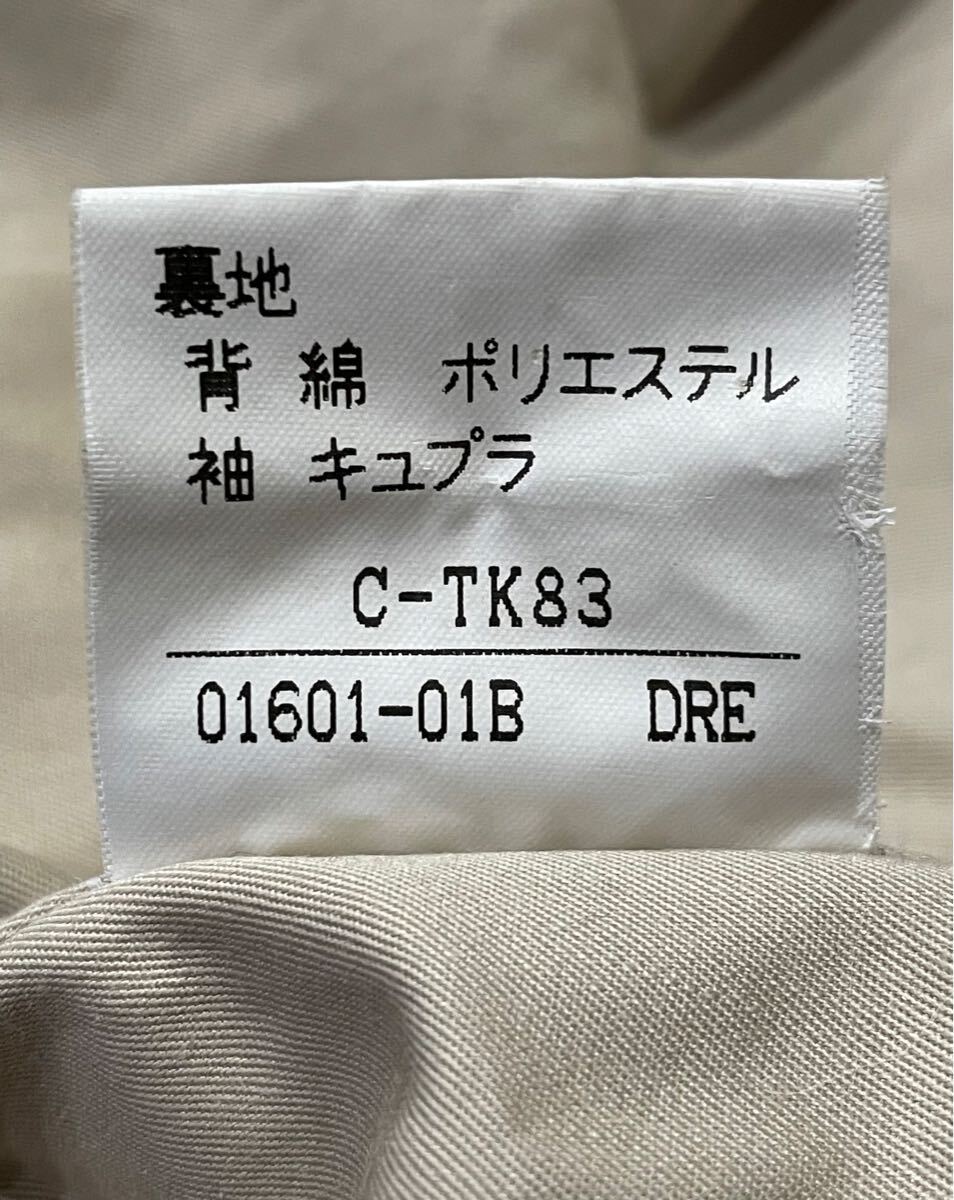 裏地
背 綿 ポリエステル
袖 キュプラ
C-TK83
01601-01B DRE